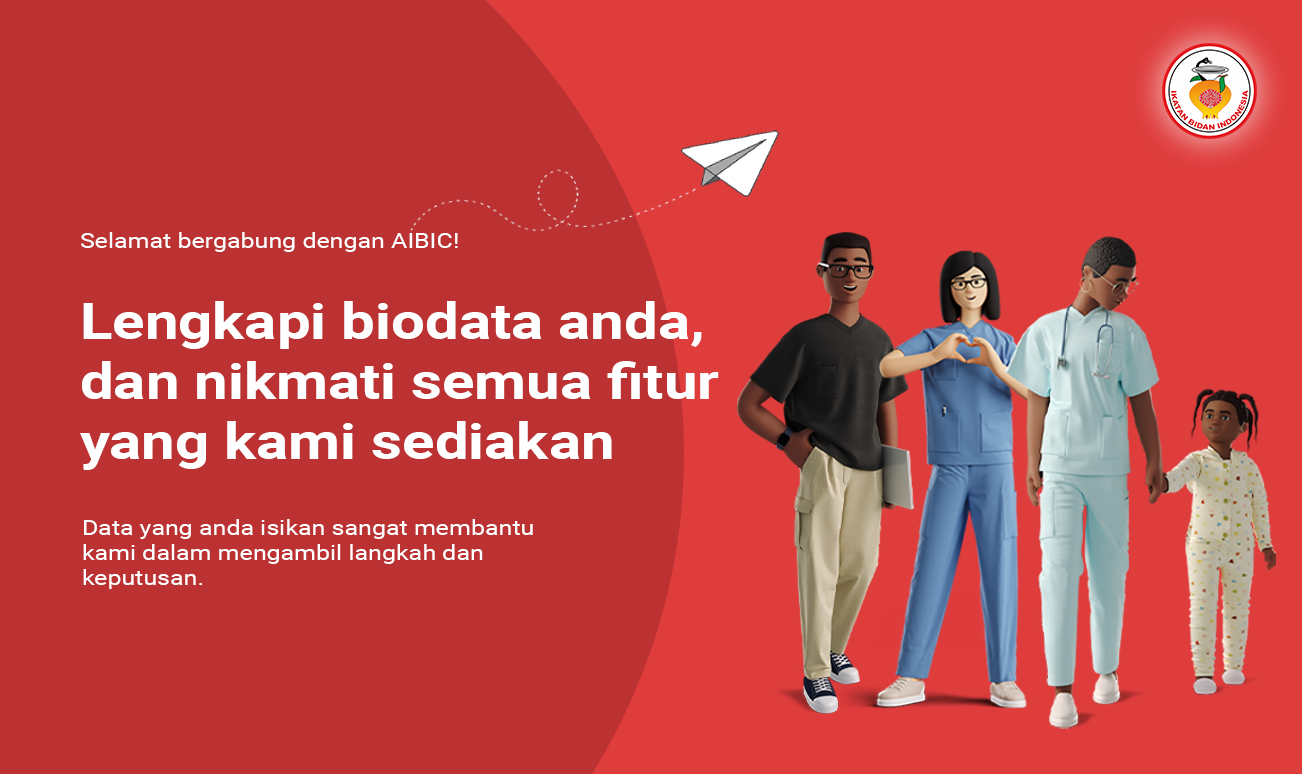 IKATAN BIDAN INDONESIA
Selamat bergabung dengan AIBIC!
Lengkapi biodata anda,
dan nikmati semua fitur
yang kami sediakan
Data yang anda isikan sangat membantu
kami dalam mengambil langkah dan
keputusan.